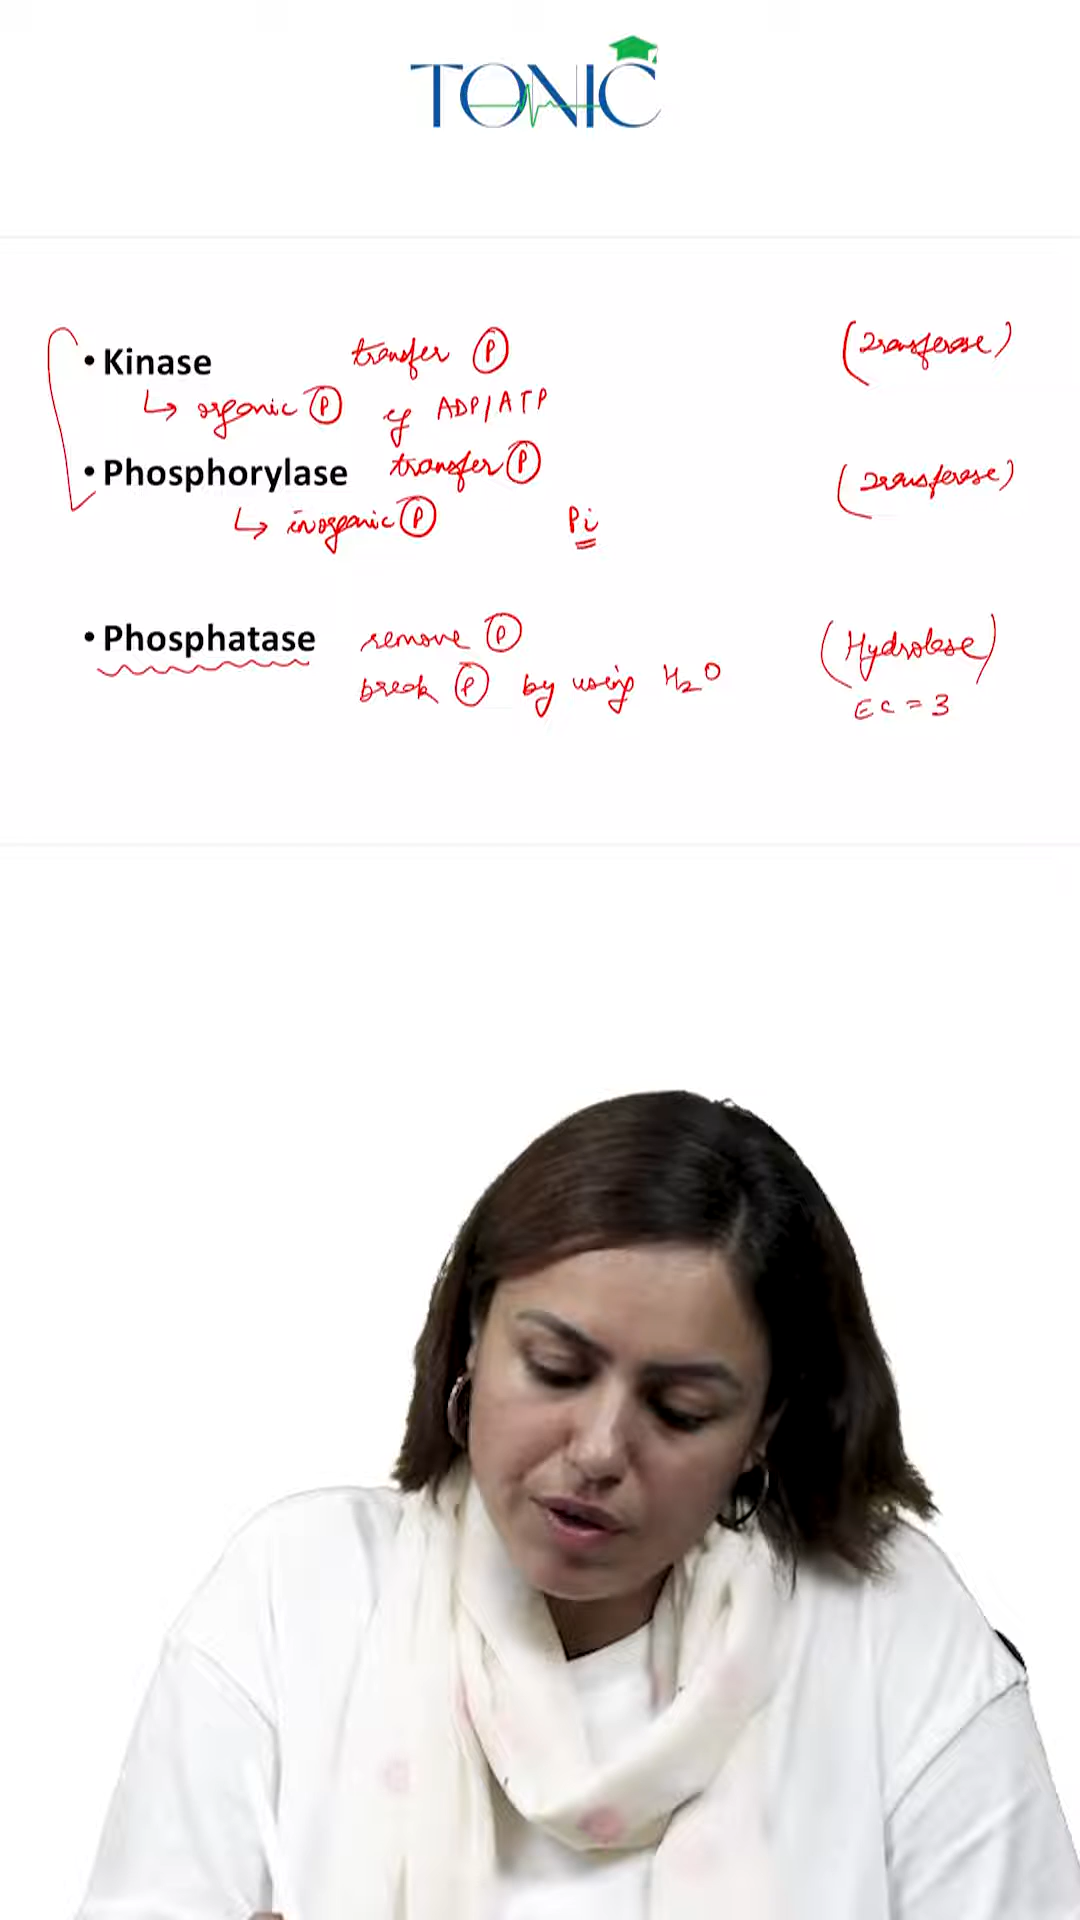 TONIC
• Kinase transfer Ⓟ (Transferase)
↳ organic Ⓟ eg ADP/ATP
• Phosphorylase transfer Ⓟ (Transferase)
↳ inorganic Ⓟ Pi
• Phosphatase remove Ⓟ (Hydrolase)
break Ⓟ by using H₂O
EC = 3